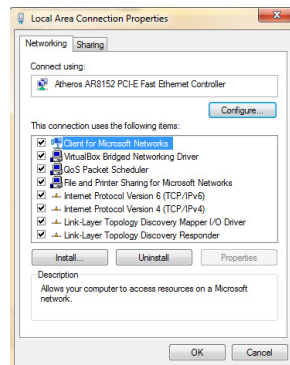 Local Area Connection Properties
Networking
Sharing
Connect using:
Atheros AR8152 PCI-E Fast Ethernet Controller
Configure...
This connection uses the following items:
Client for Microsoft Networks
VirtualBox Bridged Networking Driver
QoS Packet Scheduler
File and Printer Sharing for Microsoft Networks
Internet Protocol Version 6 (TCP/IPv6)
Internet Protocol Version 4 (TCP/IPv4)
Link-Layer Topology Discovery Mapper I/O Driver
Link-Layer Topology Discovery Responder
Install...
Uninstall
Properties
Description
Allows your computer to access resources on a Microsoft
network.
OK
Cancel